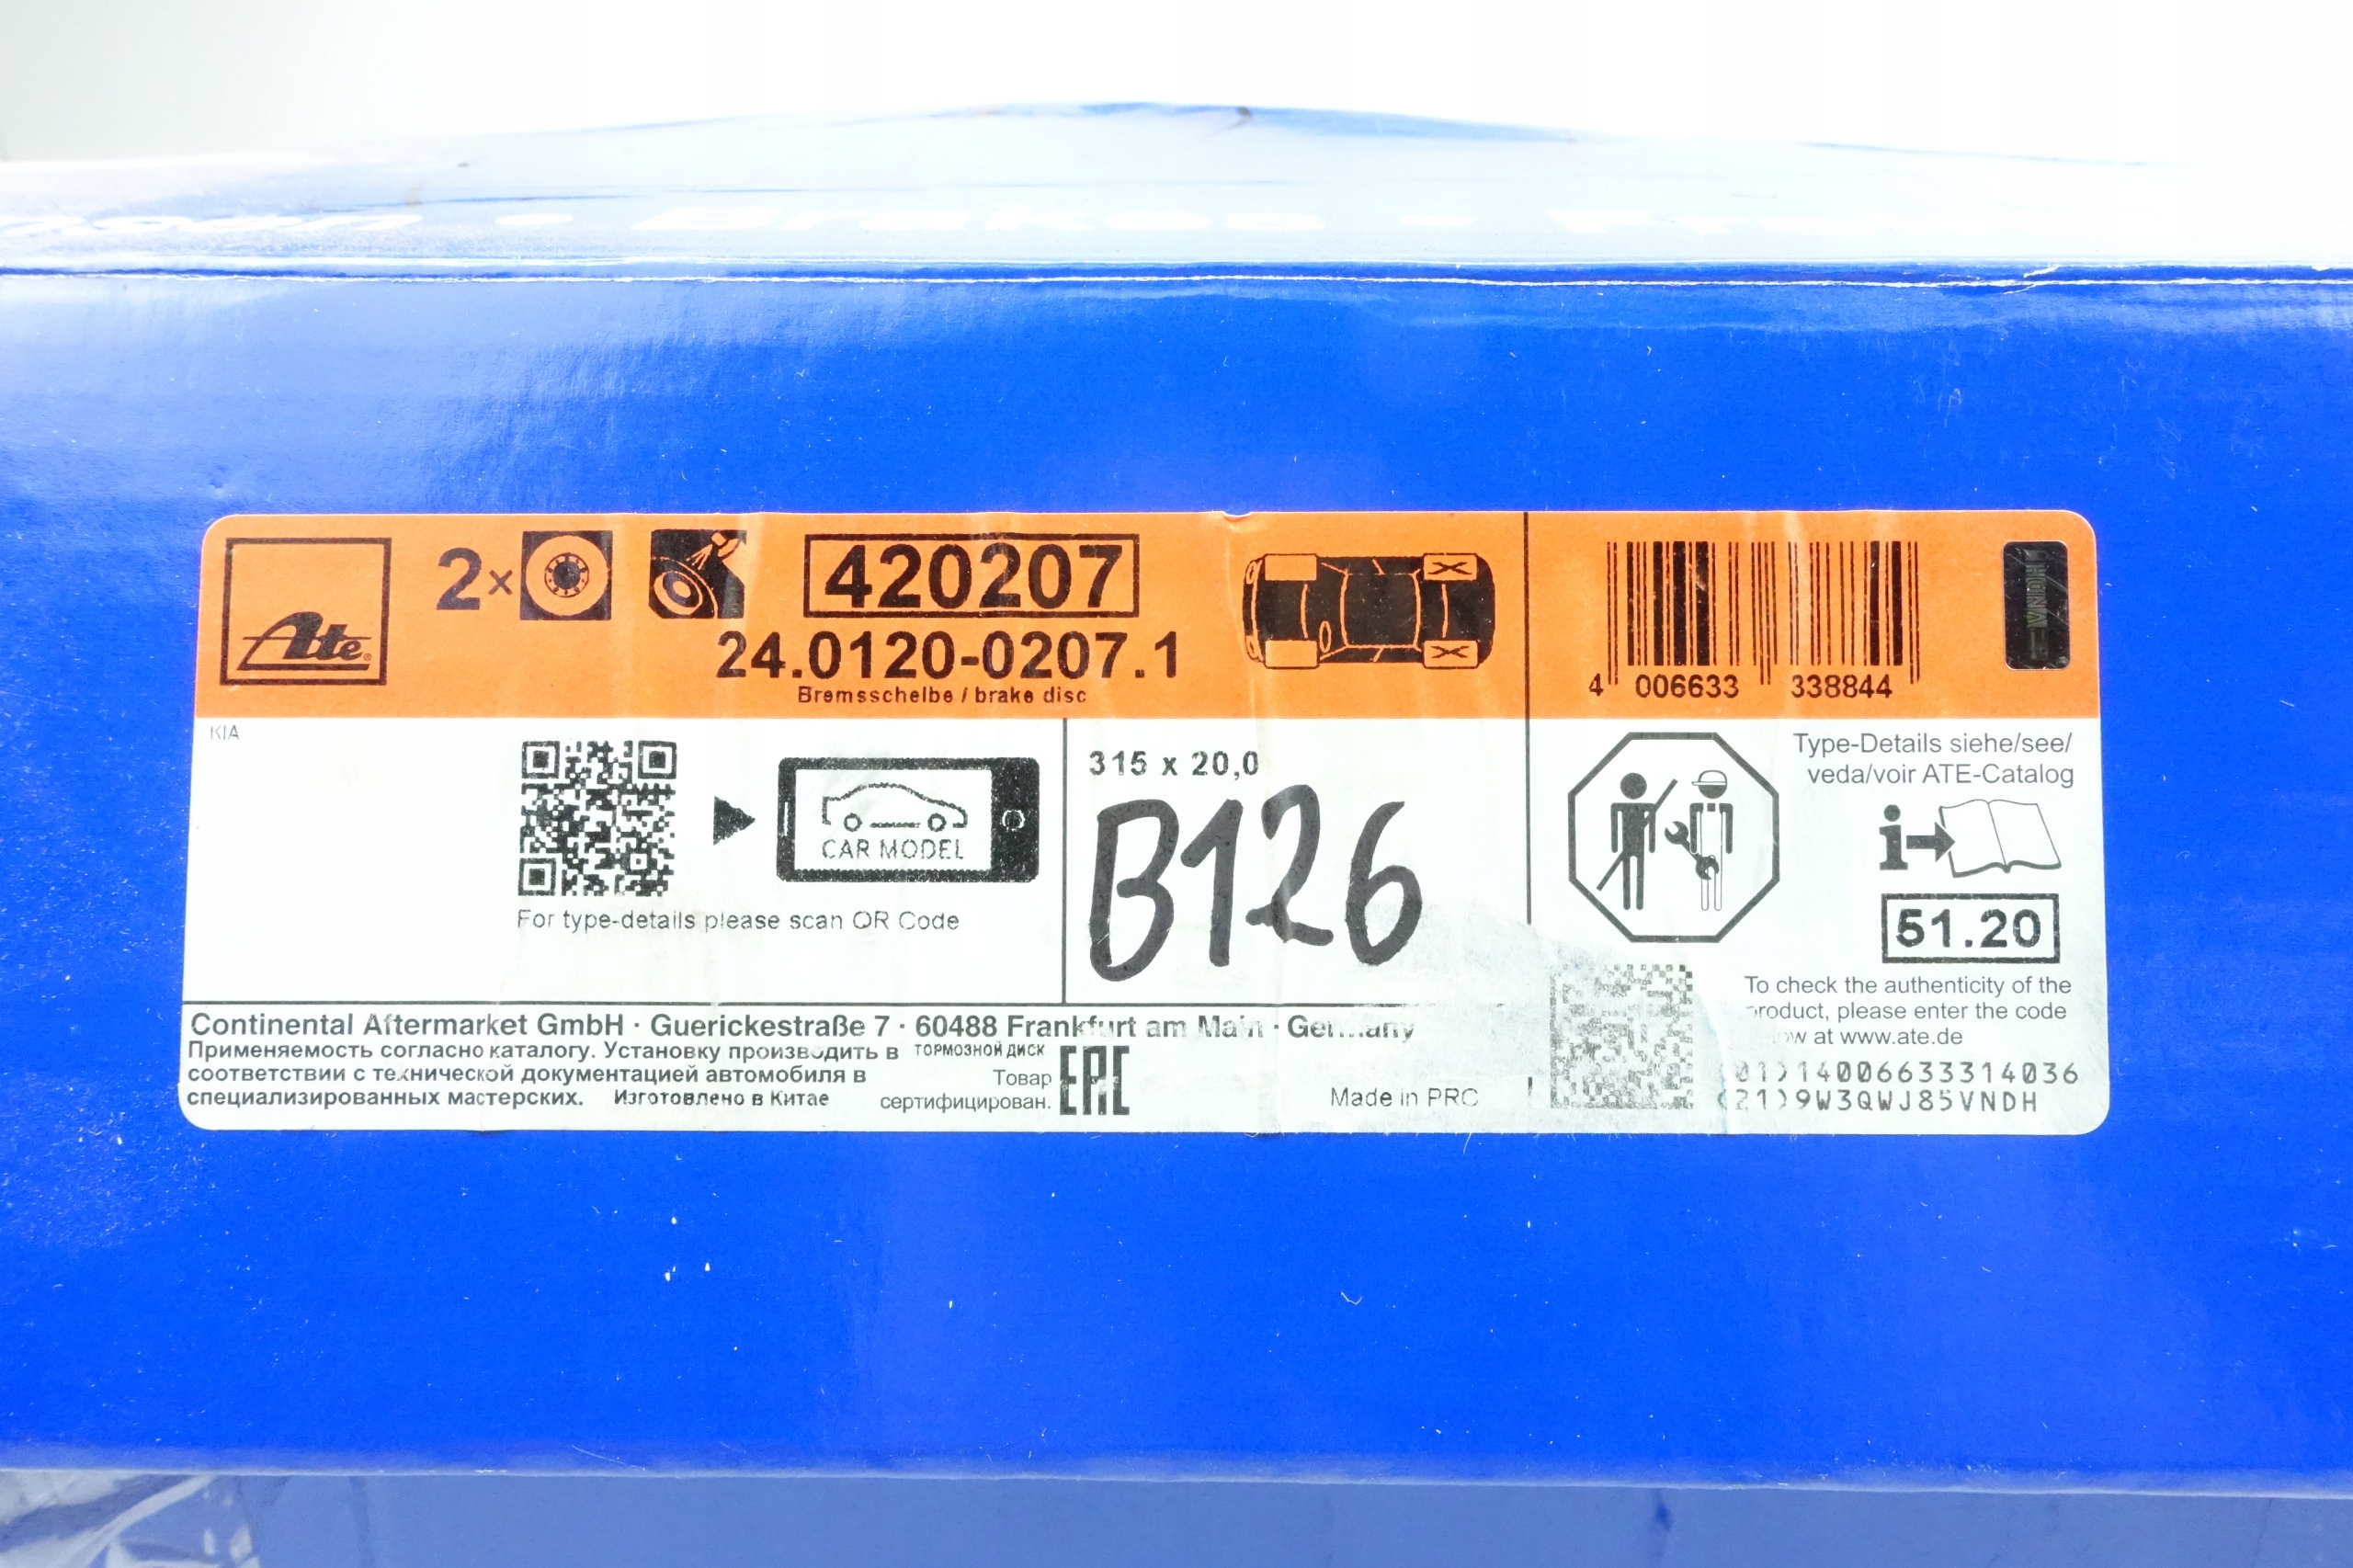 Brakes
Ate
2x
420207
24.0120-0207.1
Bremsscheibe / brake disc
4 006633 338844
VNDH
KIA
CAR MODEL
For type-details please scan QR Code
315 x 20,0
B126
Type-Details siehe/see/
veda/voir ATE-Catalog
i
51.20
To check the authenticity of the
product, please enter the code
at www.ate.de
(01)14006633314036
(21)9W3QWJ85VNDH
Continental Aftermarket GmbH · Guerickestraße 7 · 60488 Frankfurt am Main · Germany
Применяемость согласно каталогу. Установку производить в
соответствии с технической документацией автомобиля в
специализированных мастерских. Изготовлено в Китае
ТОРМОЗНОЙ ДИСК
Товар
сертифицирован.
EAC
Made in PRC